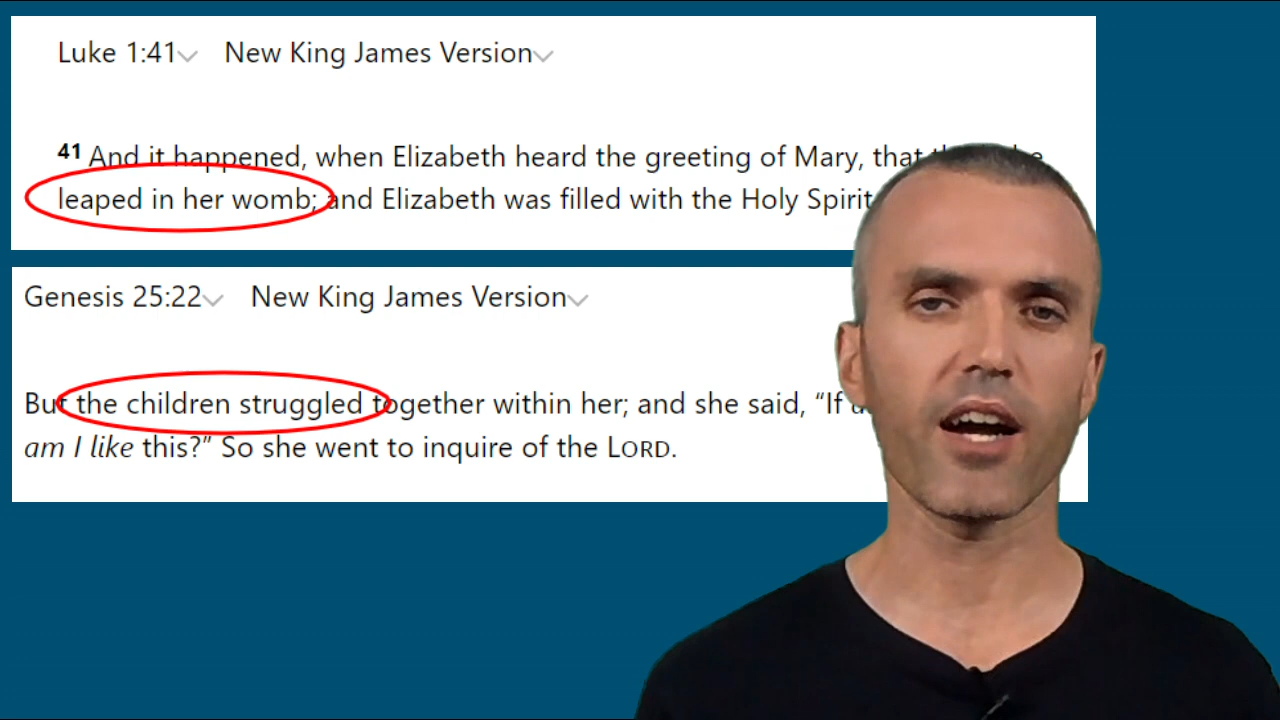 Luke 1:41 New King James Version
41 And it happened, when Elizabeth heard the greeting of Mary, that
leaped in her womb; and Elizabeth was filled with the Holy Spirit
Genesis 25:22 New King James Version
But the children struggled together within her; and she said, “If
am I like this?” So she went to inquire of the LORD.